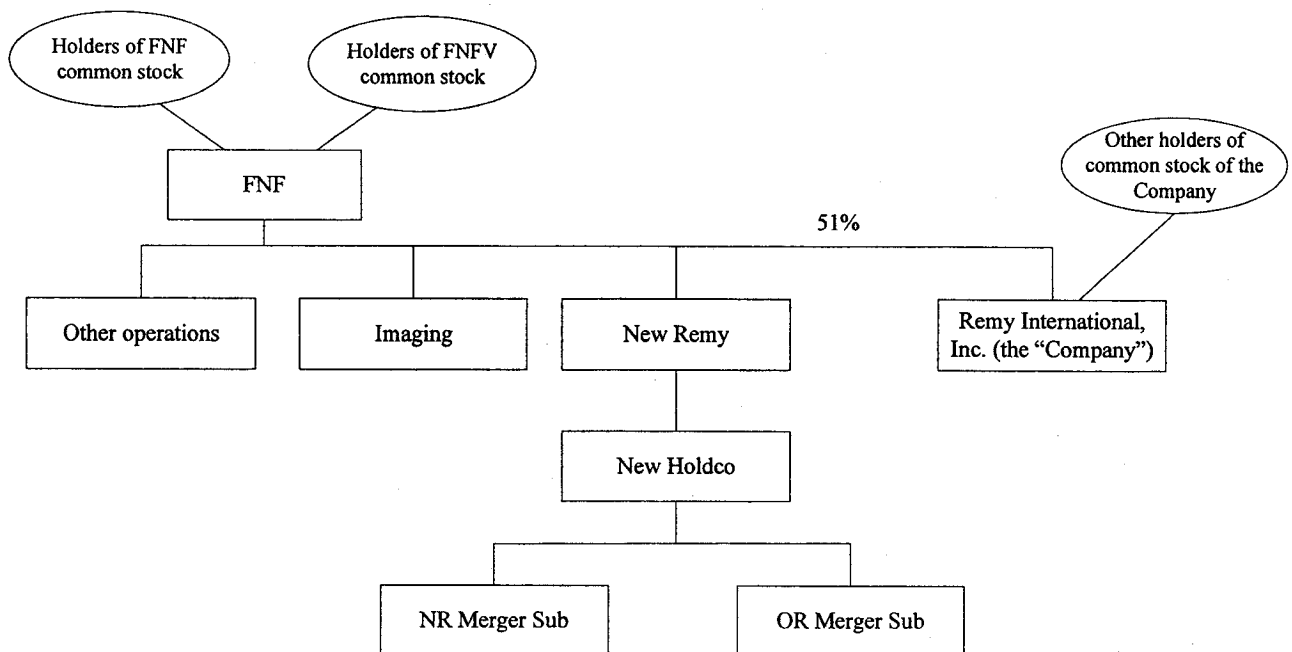 Holders of FNF
common stock
Holders of FNFV
common stock
Other holders of
common stock of the
Company
FNF
51%
Other operations
Imaging
New Remy
Remy International,
Inc. (the “Company”)
New Holdco
NR Merger Sub
OR Merger Sub